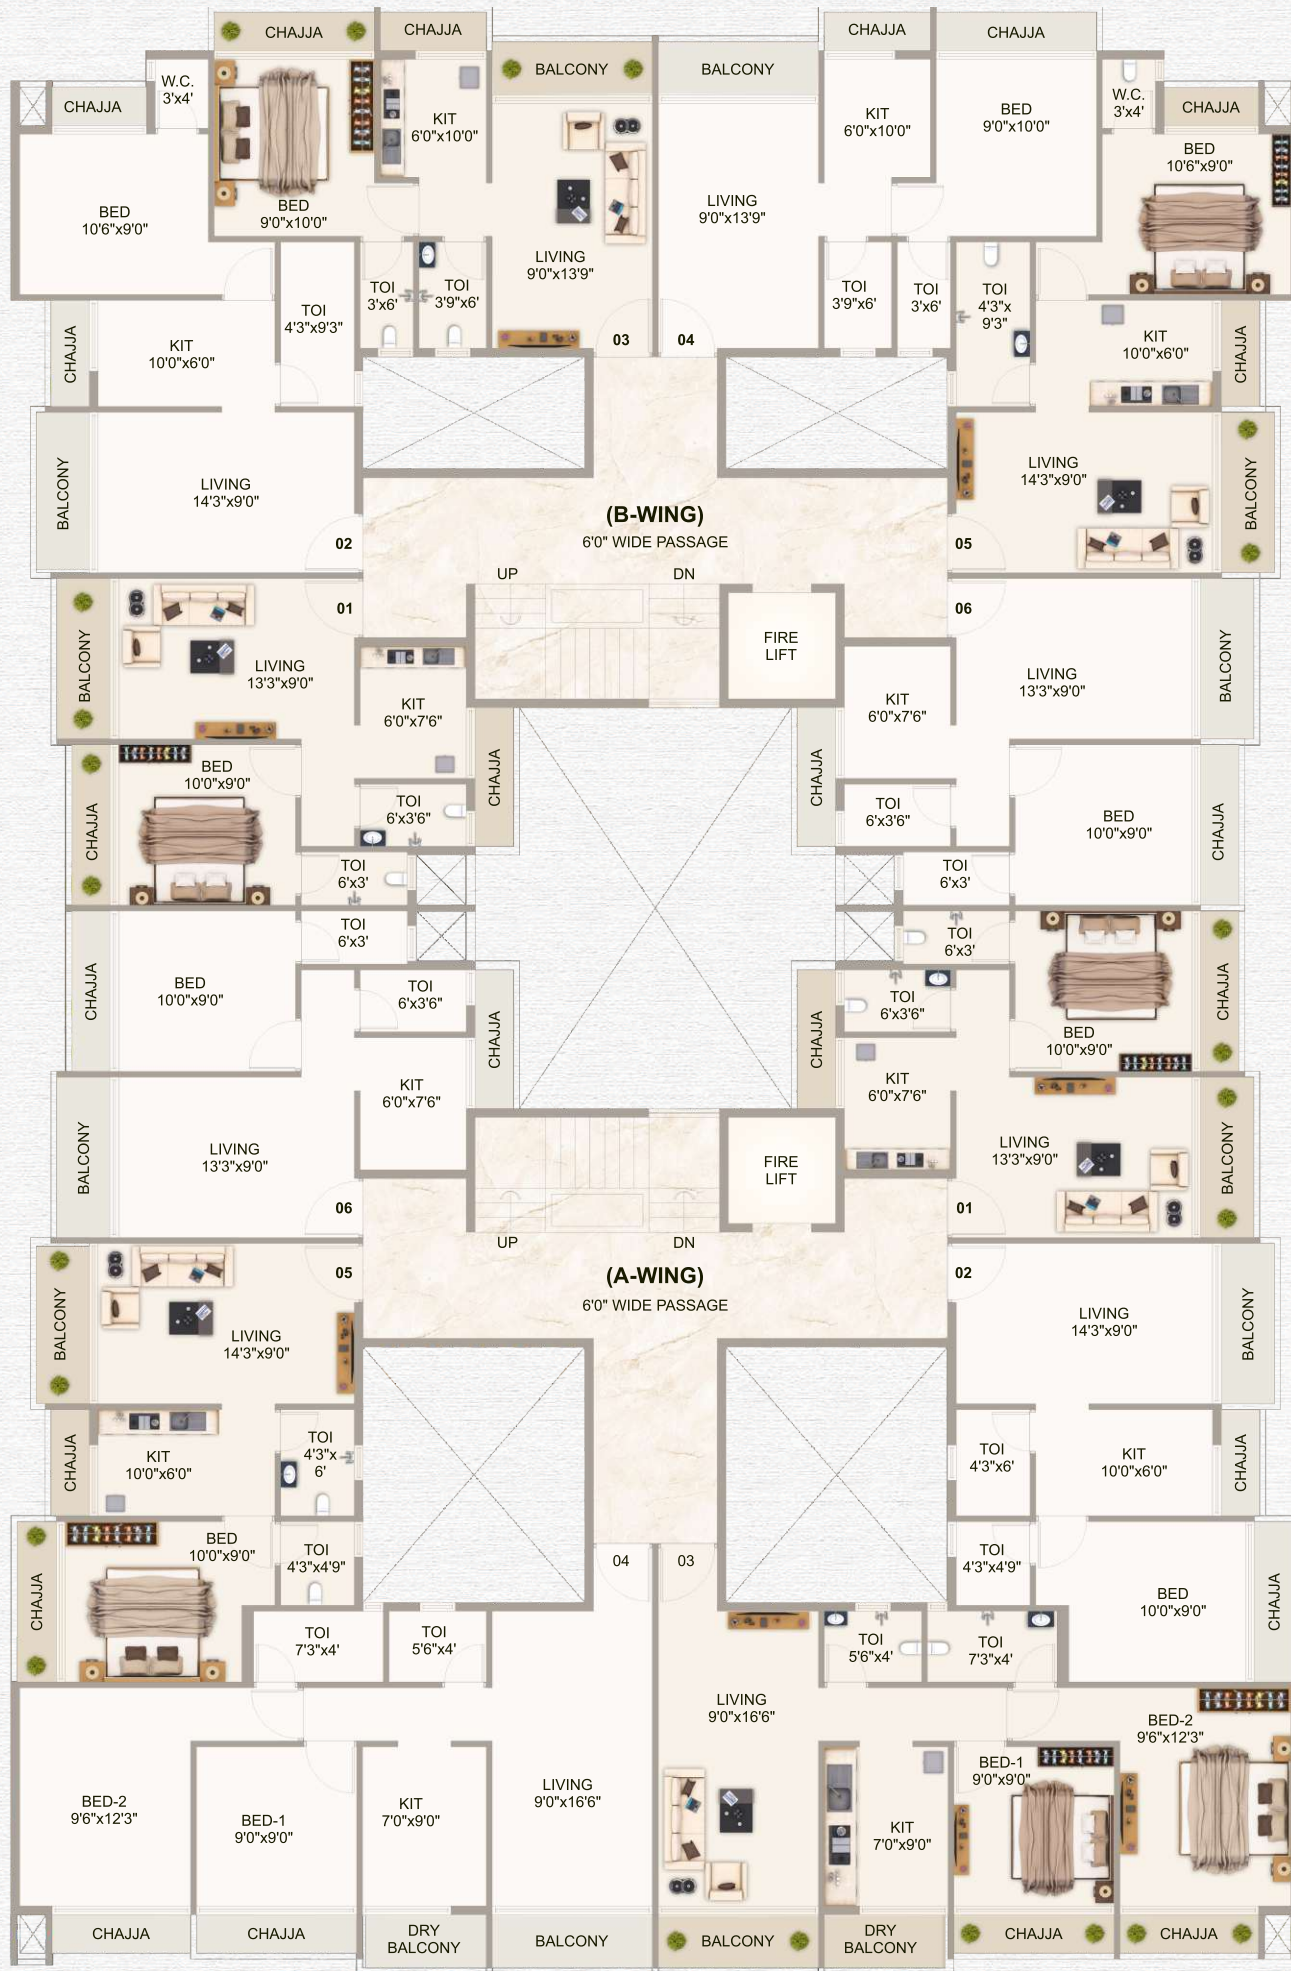 CHAJJA
CHAJJA
CHAJJA
CHAJJA
BALCONY
BALCONY
W.C.
3'x4'
CHAJJA
KIT
6'0"x10'0"
KIT
6'0"x10'0"
BED
9'0"x10'0"
W.C.
3'x4'
CHAJJA
BED
10'6"x9'0"
BED
10'6"x9'0"
BED
9'0"x10'0"
LIVING
9'0"x13'9"
LIVING
9'0"x13'9"
TOI
4'3"x9'3"
TOI
3'x6'
TOI
3'9"x6'
TOI
3'9"x6'
TOI
3'x6'
TOI
4'3"x
9'3"
CHAJJA
KIT
10'0"x6'0"
03
04
KIT
10'0"x6'0"
CHAJJA
BALCONY
LIVING
14'3"x9'0"
LIVING
14'3"x9'0"
BALCONY
02
(B-WING)
6'0" WIDE PASSAGE
05
UP
DN
01
06
BALCONY
LIVING
13'3"x9'0"
KIT
6'0"x7'6"
FIRE
LIFT
KIT
6'0"x7'6"
LIVING
13'3"x9'0"
BALCONY
CHAJJA
BED
10'0"x9'0"
CHAJJA
CHAJJA
TOI
6'x3'6"
TOI
6'x3'6"
BED
10'0"x9'0"
CHAJJA
TOI
6'x3'
TOI
6'x3'
TOI
6'x3'
TOI
6'x3'
CHAJJA
BED
10'0"x9'0"
TOI
6'x3'6"
CHAJJA
CHAJJA
TOI
6'x3'6"
BED
10'0"x9'0"
CHAJJA
KIT
6'0"x7'6"
KIT
6'0"x7'6"
BALCONY
LIVING
13'3"x9'0"
FIRE
LIFT
LIVING
13'3"x9'0"
BALCONY
06
01
UP
DN
05
(A-WING)
6'0" WIDE PASSAGE
02
BALCONY
LIVING
14'3"x9'0"
LIVING
14'3"x9'0"
BALCONY
CHAJJA
KIT
10'0"x6'0"
TOI
4'3"x
6'
TOI
4'3"x6'
KIT
10'0"x6'0"
CHAJJA
CHAJJA
BED
10'0"x9'0"
TOI
4'3"x4'9"
04
03
TOI
4'3"x4'9"
BED
10'0"x9'0"
CHAJJA
TOI
7'3"x4'
TOI
5'6"x4'
TOI
5'6"x4'
TOI
7'3"x4'
LIVING
9'0"x16'6"
BED-2
9'6"x12'3"
BED-2
9'6"x12'3"
BED-1
9'0"x9'0"
KIT
7'0"x9'0"
LIVING
9'0"x16'6"
KIT
7'0"x9'0"
BED-1
9'0"x9'0"
CHAJJA
CHAJJA
DRY
BALCONY
BALCONY
BALCONY
DRY
BALCONY
CHAJJA
CHAJJA